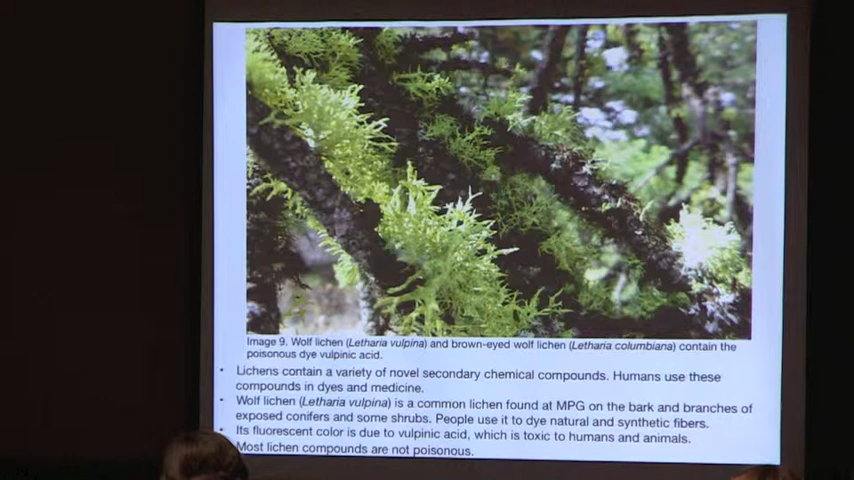 Image 9. Wolf lichen (Letharia vulpina) and brown-eyed wolf lichen (Letharia columbiana) contain the
poisonous dye vulpinic acid.
• Lichens contain a variety of novel secondary chemical compounds. Humans use these
compounds in dyes and medicine.
• Wolf lichen (Letharia vulpina) is a common lichen found at MPG on the bark and branches of
exposed conifers and some shrubs. People use it to dye natural and synthetic fibers.
• Its fluorescent color is due to vulpinic acid, which is toxic to humans and animals.
Most lichen compounds are not poisonous.